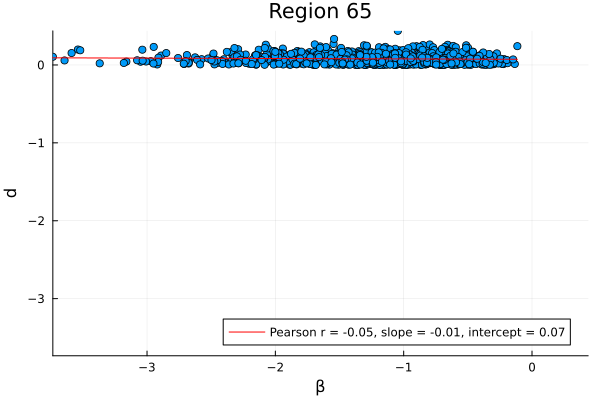 Region 65
d
0
−1
−2
−3
Pearson r = -0.05, slope = -0.01, intercept = 0.07
−3
−2
−1
0
β